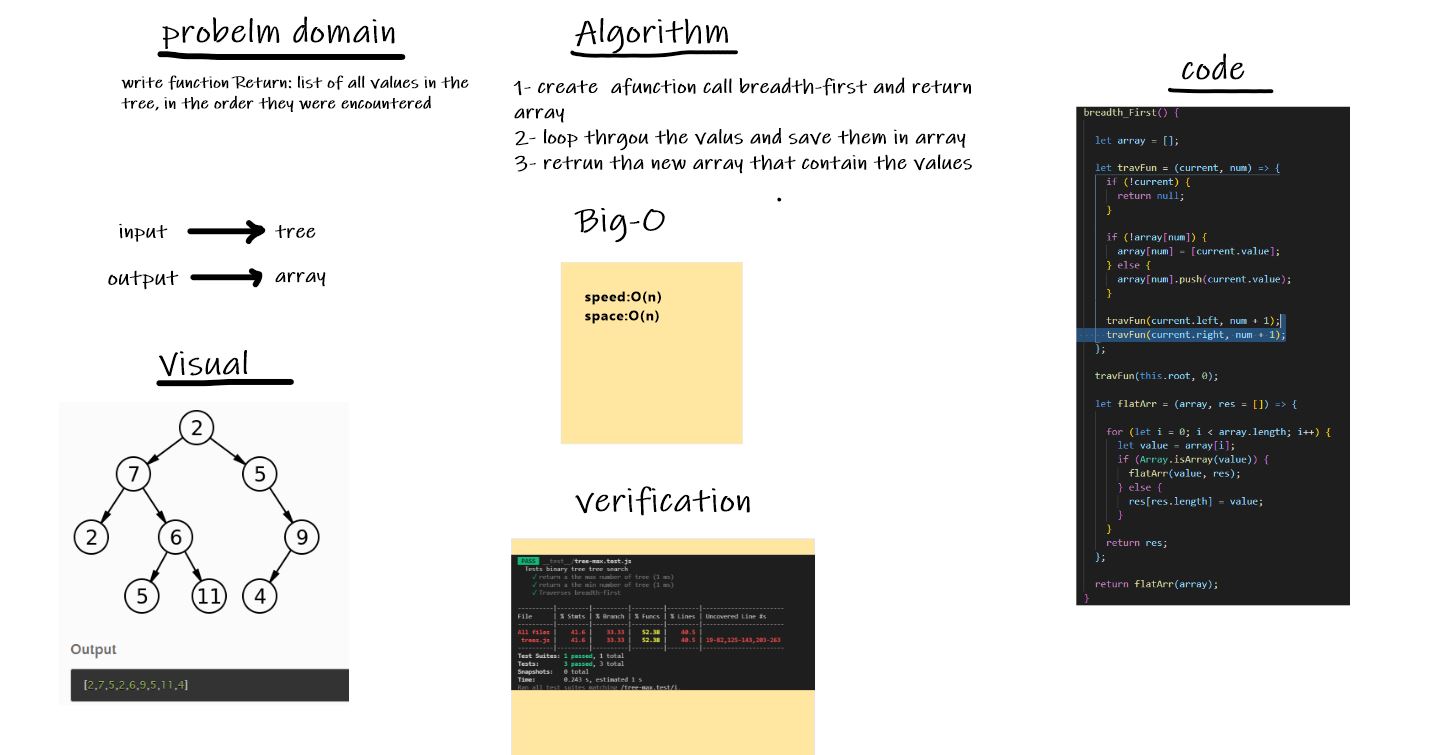 probelm domain
write function Return: list of all values in the
tree, in the order they were encountered
input
tree
output
array
Visual
2
7
5
2
6
9
5
11
4
Output
[2,7,5,2,6,9,5,11,4]
Algorithm
1- create afunction call breadth-first and return
array
2- loop thrgou the valus and save them in array
3- retrun tha new array that contain the values
Big-O
speed:O(n)
space:O(n)
verification
PASS __test__/tree-max.test.js
Tests binary tree tree search
✓ return a the max number of tree (1 ms)
✓ return a the min number of tree (1 ms)
✓ Traverses breadth-first
File | % Stmts | % Branch | % Funcs | % Lines | Uncovered Line #s
All files | 41.6 | 33.33 | 52.38 | 40.5 |
trees.js | 41.6 | 33.33 | 52.38 | 40.5 | 19-82,125-143,203-263
Test Suites: 1 passed, 1 total
Tests: 3 passed, 3 total
Snapshots: 0 total
Time: 0.243 s, estimated 1 s
Ran all test suites matching /tree-max.test/i.
code
breadth_First() {
let array = [];
let travFun = (current, num) => {
if (!current) {
return null;
}
if (!array[num]) {
array[num] = [current.value];
} else {
array[num].push(current.value);
}
travFun(current.left, num + 1);
travFun(current.right, num + 1);
};
travFun(this.root, 0);
let flatArr = (array, res = []) => {
for (let i = 0; i < array.length; i++) {
let value = array[i];
if (Array.isArray(value)) {
flatArr(value, res);
} else {
res[res.length] = value;
}
}
return res;
};
return flatArr(array);
}